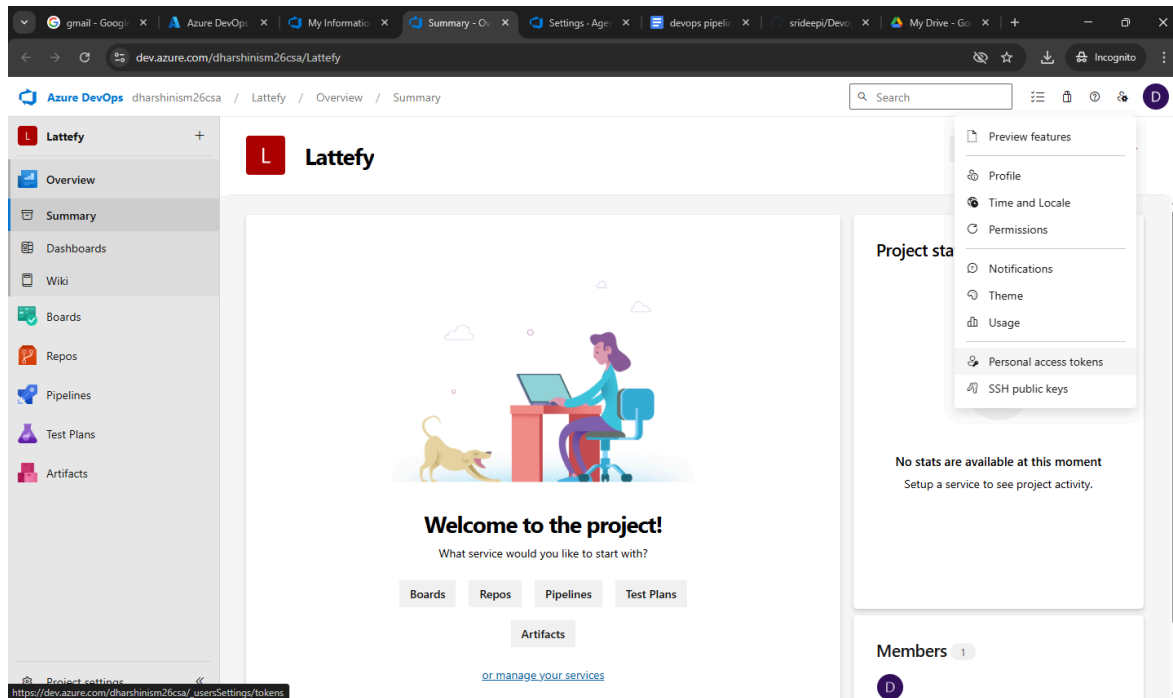 gmail - Google
Azure DevOps
My Informatio
Summary - Ov
Settings - Agen
devops pipelin
srideepi/Devo
My Drive - Go
dev.azure.com/dharshinism26csa/Lattefy
Incognito
Azure DevOps dharshinism26csa / Lattefy / Overview / Summary
Search
D
L Lattefy +
Overview
Summary
Dashboards
Wiki
Boards
Repos
Pipelines
Test Plans
Artifacts
Project settings
https://dev.azure.com/dharshinism26csa/_usersSettings/tokens
L Lattefy
Welcome to the project!
What service would you like to start with?
Boards Repos Pipelines Test Plans
Artifacts
or manage your services
Preview features
Profile
Time and Locale
Permissions
Notifications
Theme
Usage
Personal access tokens
SSH public keys
Project sta
No stats are available at this moment
Setup a service to see project activity.
Members 1
D